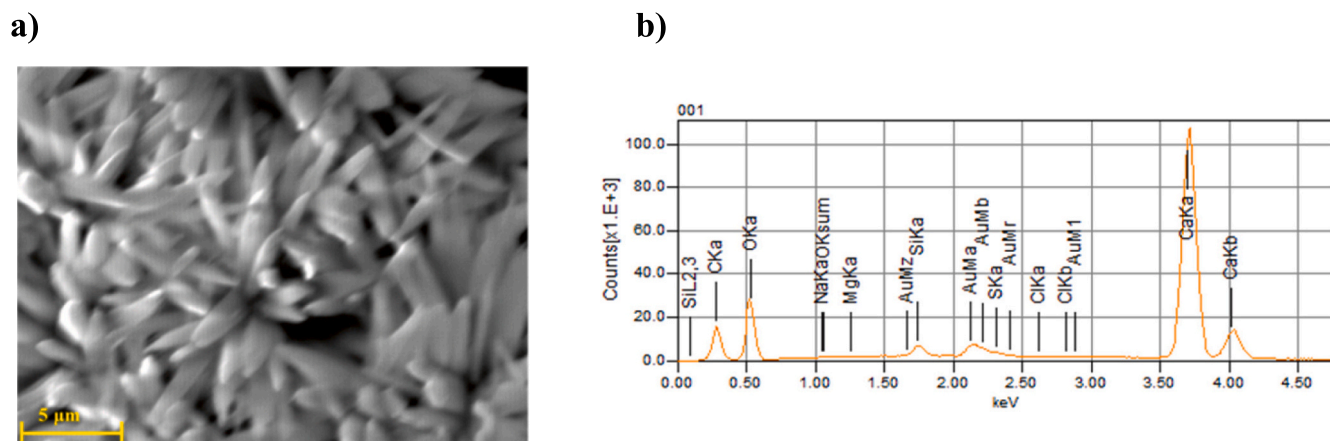 a)
b)
5 µm
001
Counts[x1.E+3]
100.0
80.0
60.0
40.0
20.0
0.0
SiL2,3
CKa
OKa
NaKa
OKsum
MgKa
AuMz
SiKa
AuMa
AuMb
SKa
AuMr
ClKa
ClKb
AuM1
CaKa
CaKb
0.00 0.50 1.00 1.50 2.00 2.50 3.00 3.50 4.00 4.50
keV